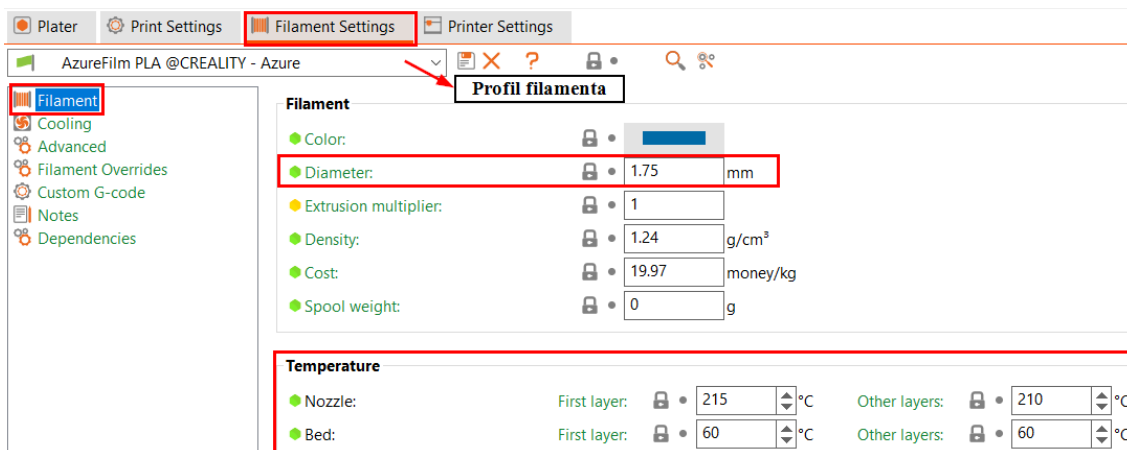 Plater Print Settings Filament Settings Printer Settings
AzureFilm PLA @CREALITY - Azure
Profil filamenta
Filament
Cooling
Advanced
Filament Overrides
Custom G-code
Notes
Dependencies
Filament
Color:
Diameter: 1.75 mm
Extrusion multiplier: 1
Density: 1.24 g/cm³
Cost: 19.97 money/kg
Spool weight: 0 g
Temperature
Nozzle: First layer: 215 °C Other layers: 210 °C
Bed: First layer: 60 °C Other layers: 60 °C